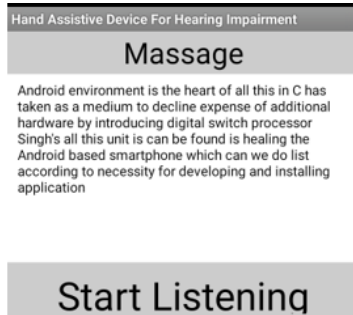 Hand Assistive Device For Hearing Impairment
Massage
Android environment is the heart of all this in C has
taken as a medium to decline expense of additional
hardware by introducing digital switch processor
Singh's all this unit is can be found is healing the
Android based smartphone which can we do list
according to necessity for developing and installing
application
Start Listening